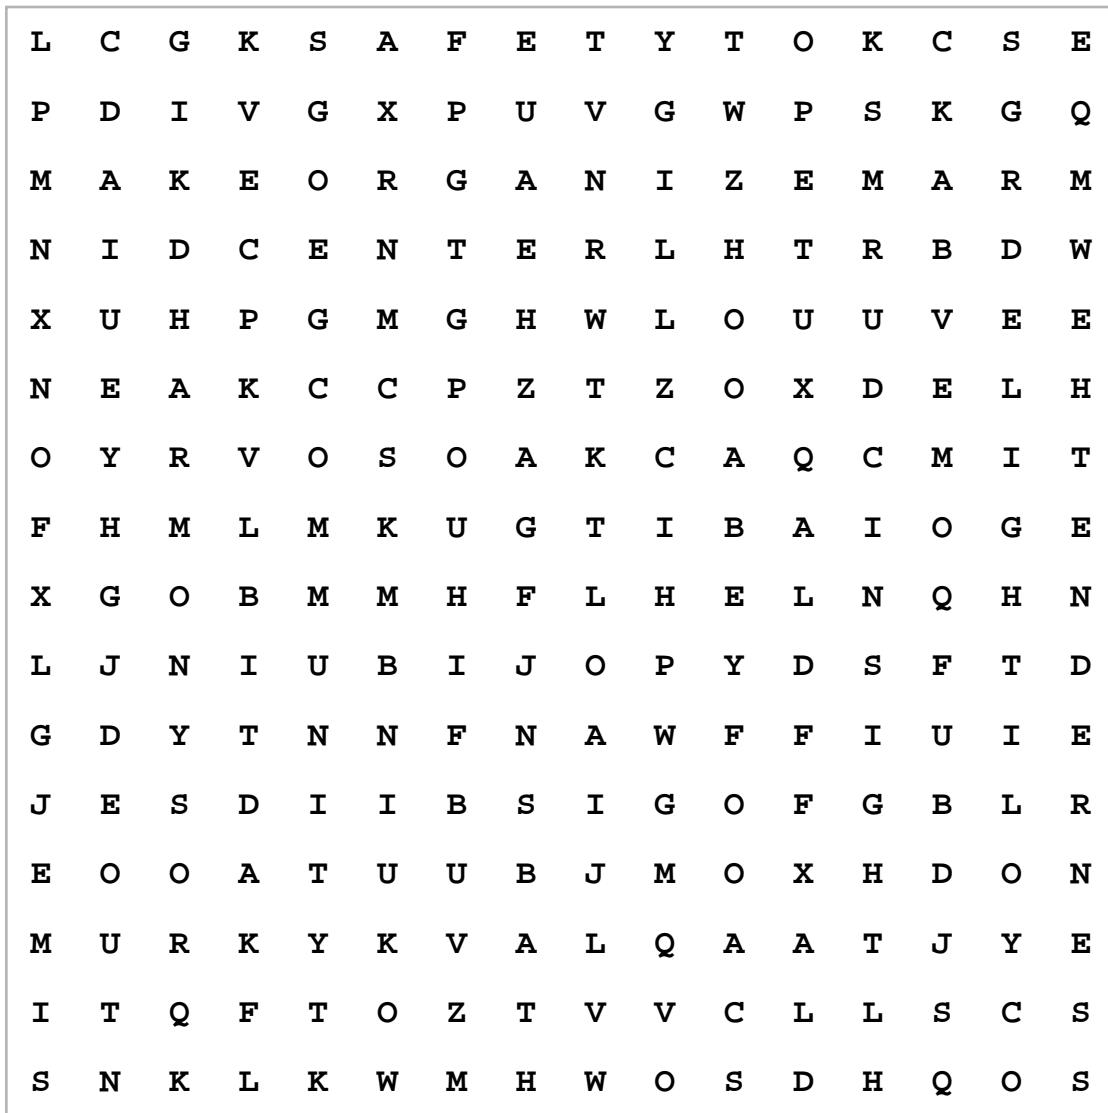 L C G K S A F E T Y T O K C S E
P D I V G X P U V G W P S K G Q
M A K E O R G A N I Z E M A R M
N I D C E N T E R L H T R B D W
X U H P G M G H W L O U U V E E
N E A K C C P Z T Z O X D E L H
O Y R V O S O A K C A Q C M I T
F H M L M K U G T I B A I O G E
X G O B M M H F L H E L N Q H N
L J N I U B I J O P Y D S F T D
G D Y T N N F N A W F F I U I E
J E S D I I B S I G O F G B L R
E O O A T U U B J M O X H D O N
M U R K Y K V A L Q A A T J Y E
I T Q F T O Z T V V C L L S C S
S N K L K W M H W O S D H Q O S